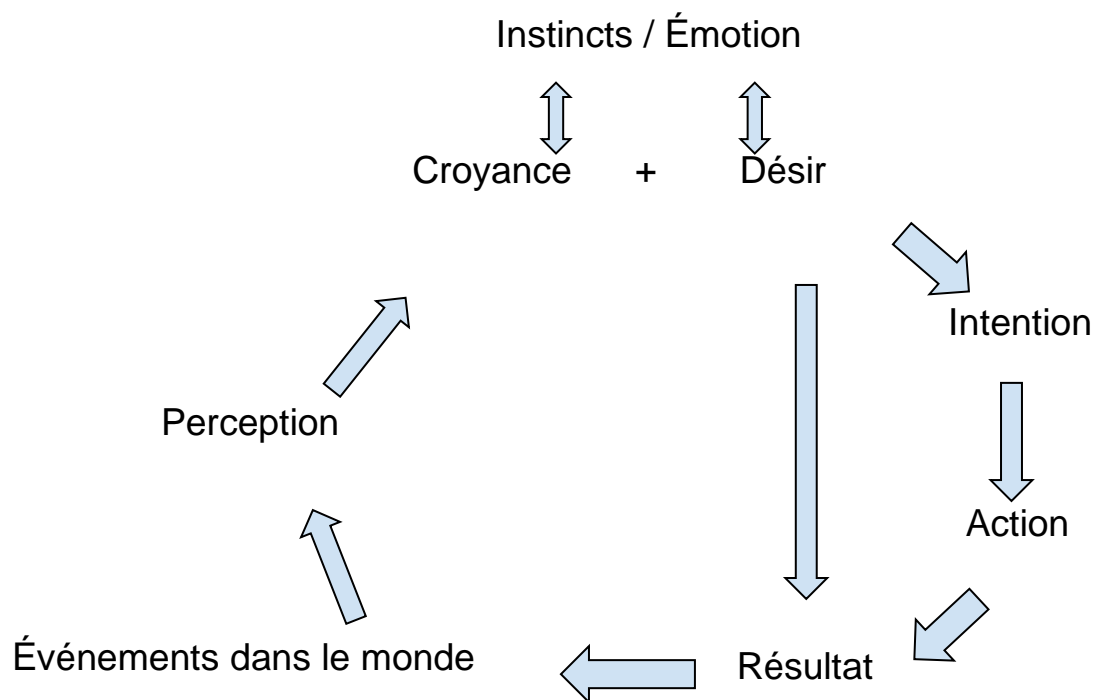 Instincts / Émotion
Croyance + Désir
Intention
Perception
Action
Événements dans le monde
Résultat